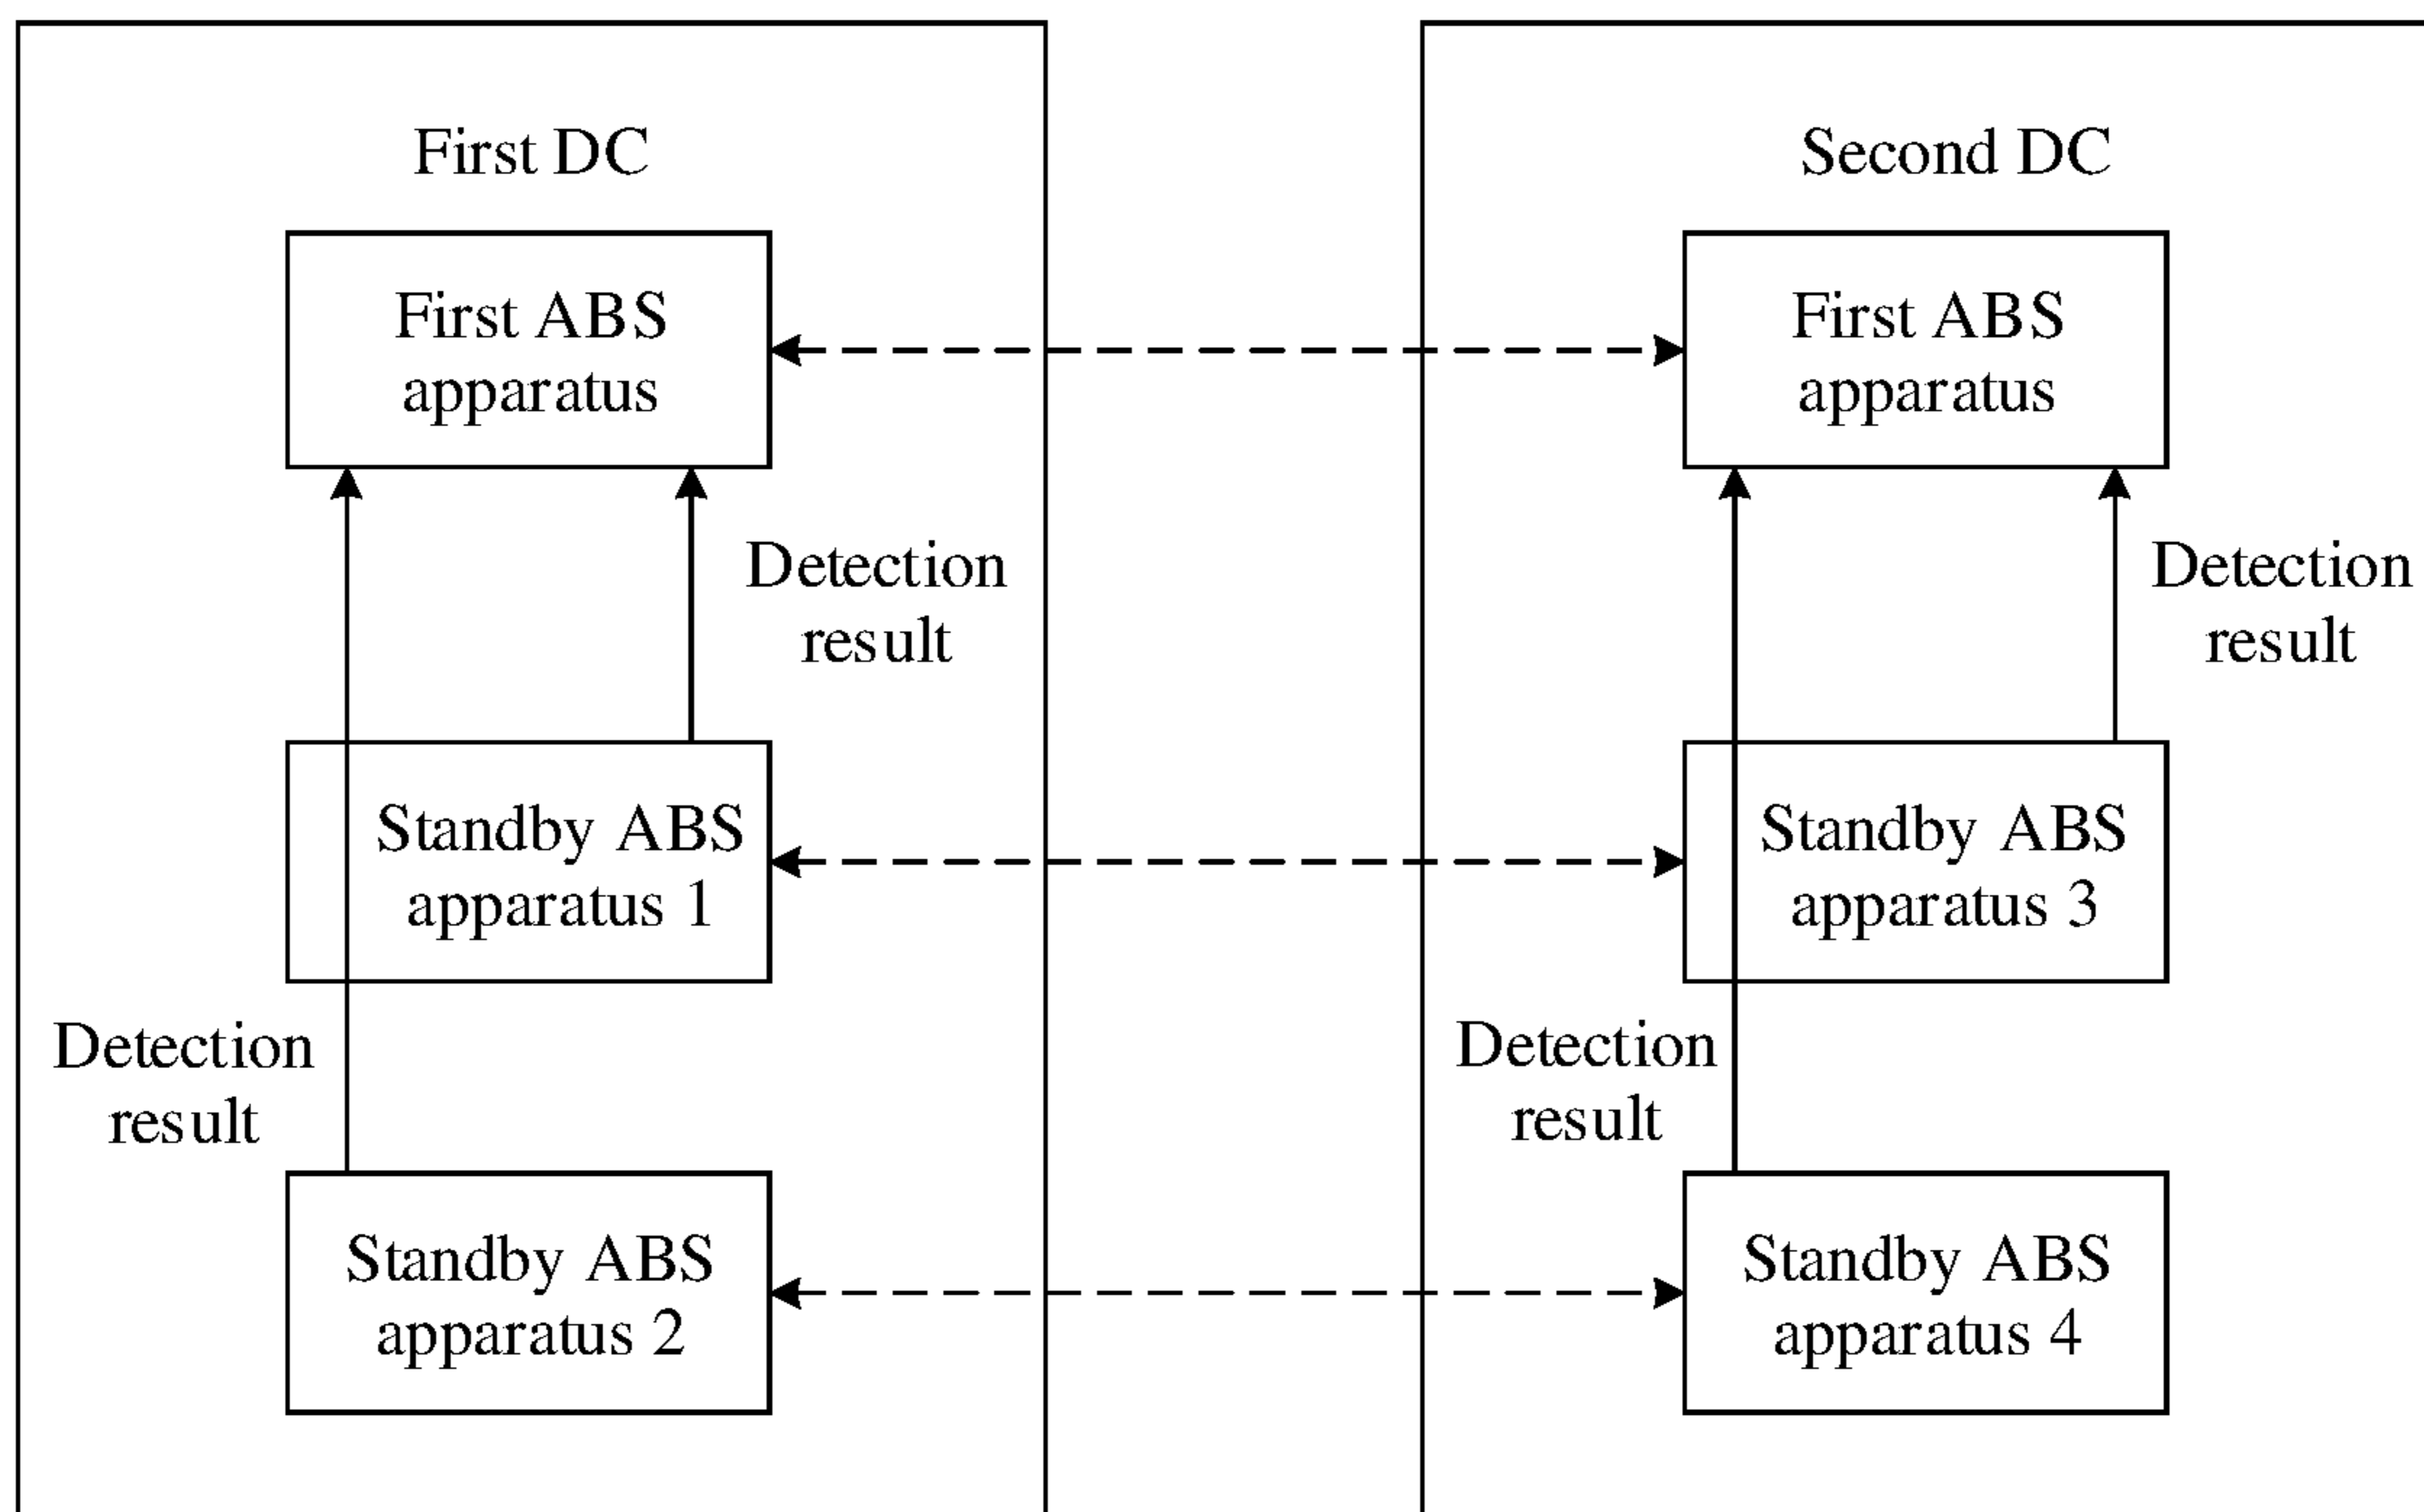 First DC
First ABS
apparatus
Detection
result
Standby ABS
apparatus 1
Detection
result
Standby ABS
apparatus 2
Second DC
First ABS
apparatus
Detection
result
Standby ABS
apparatus 3
Detection
result
Standby ABS
apparatus 4